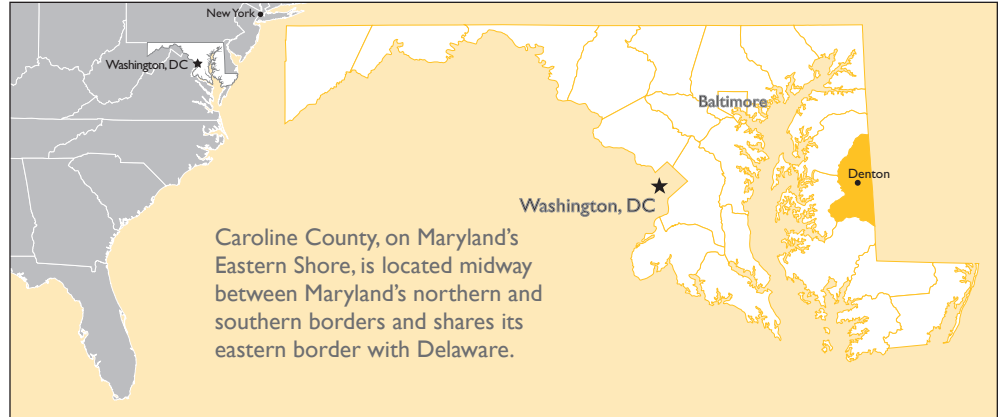 New York
Washington, DC
Baltimore
Denton
Washington, DC
Caroline County, on Maryland's
Eastern Shore, is located midway
between Maryland's northern and
southern borders and shares its
eastern border with Delaware.